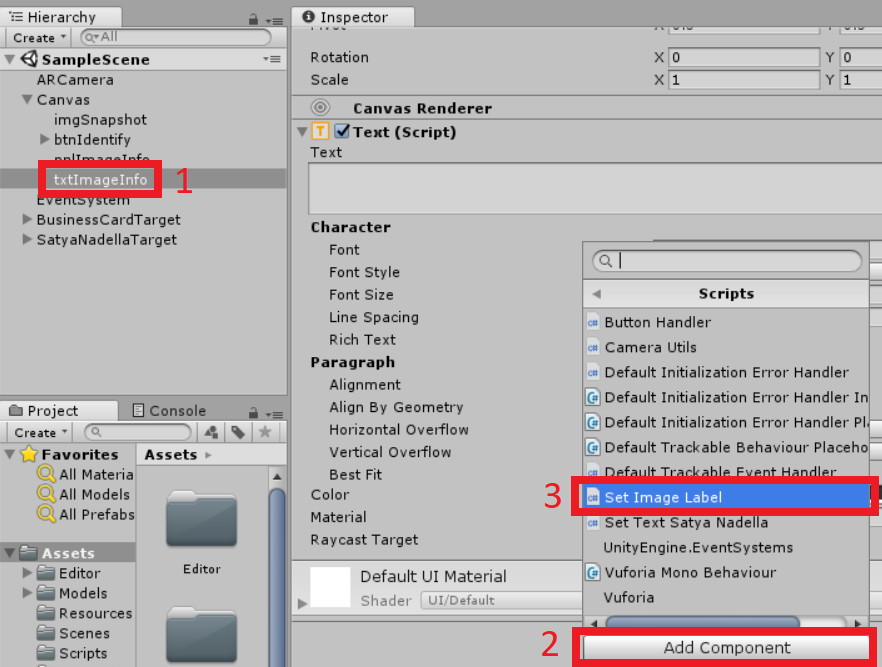 Hierarchy
Create
All
SampleScene
ARCamera
Canvas
imgSnapshot
btnIdentify
pnlImageInfo
txtImageInfo
1
EventSystem
BusinessCardTarget
SatyaNadellaTarget
Project
Console
Create
Favorites
All Materia
All Models
All Prefabs
Assets
Editor
Models
Resources
Scenes
Scripts
Assets
Editor
Inspector
Rotation X 0 Y 0
Scale X 1 Y 1
Canvas Renderer
Text (Script)
Text
Character
Font
Font Style
Font Size
Line Spacing
Rich Text
Paragraph
Alignment
Align By Geometry
Horizontal Overflow
Vertical Overflow
Best Fit
Color
Material
Raycast Target
Default UI Material
Shader UI/Default
Scripts
Button Handler
Camera Utils
Default Initialization Error Handler
Default Initialization Error Handler In
Default Initialization Error Handler Pla
Default Trackable Behaviour Placeho
Default Trackable Event Handler
3 Set Image Label
Set Text Satya Nadella
UnityEngine.EventSystems
Vuforia Mono Behaviour
Vuforia
2 Add Component